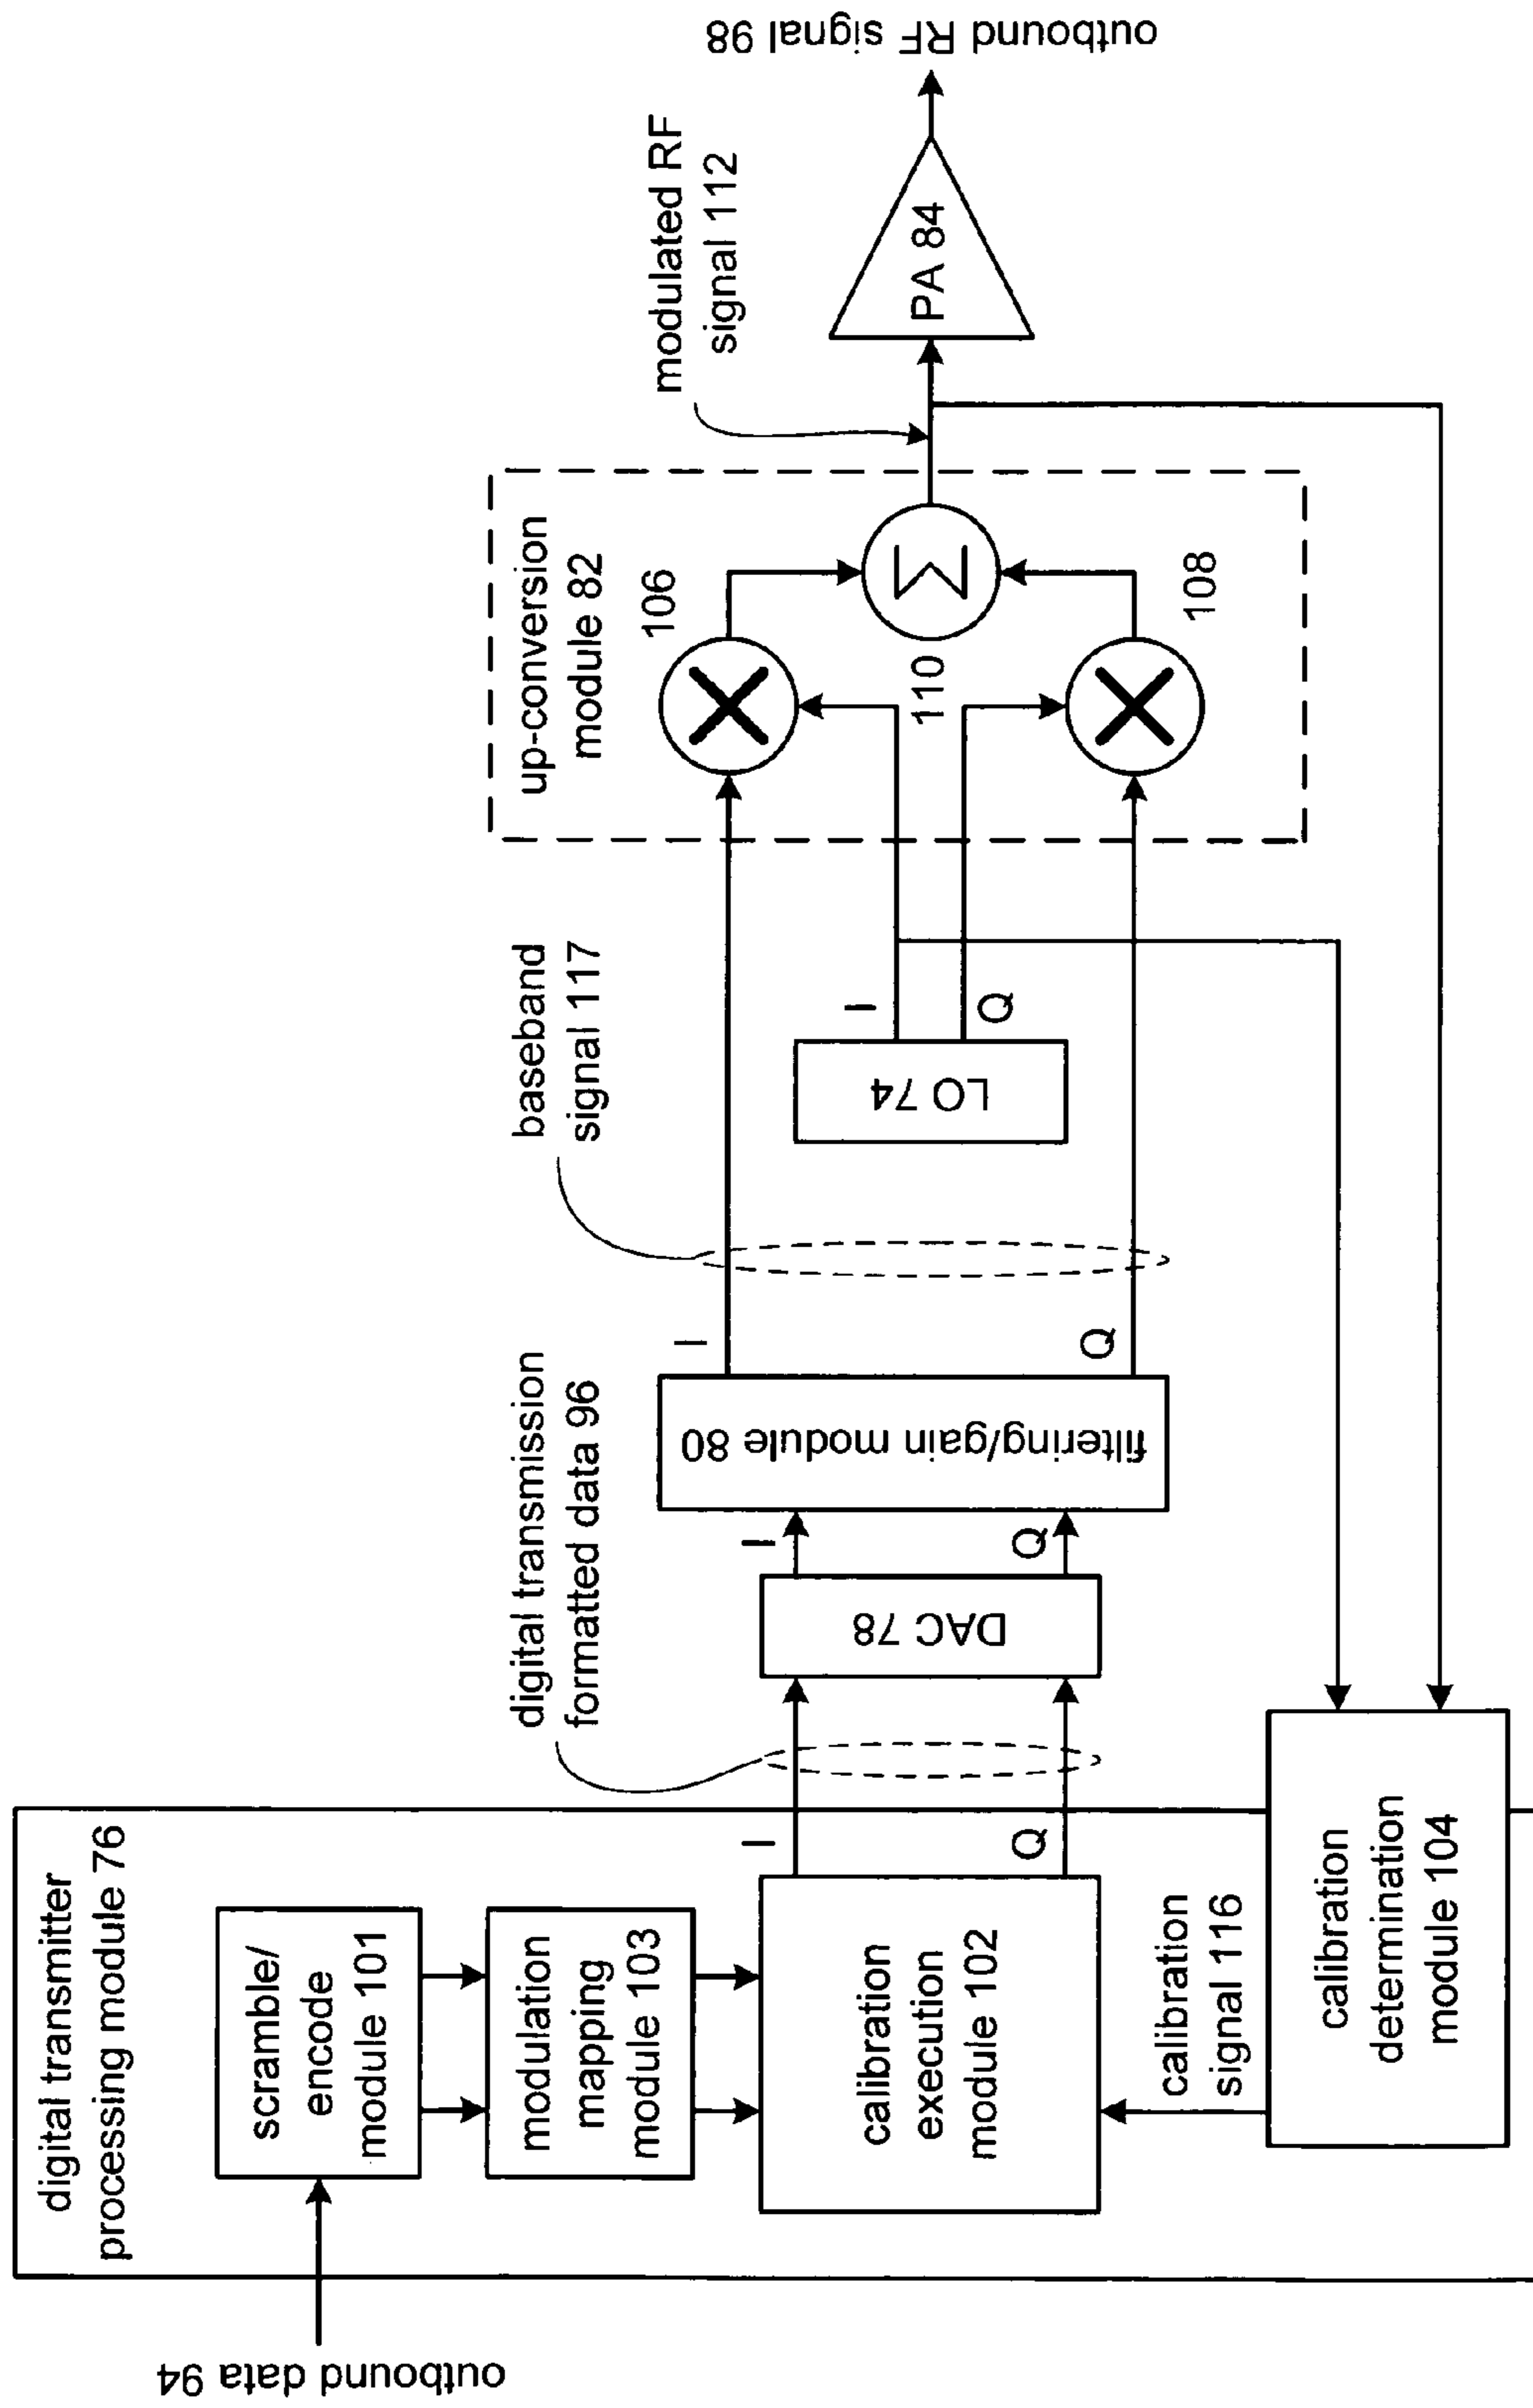 digital transmitter
processing module 76
outbound data 94
scramble/
encode
module 101
modulation
mapping
module 103
calibration
execution
module 102
calibration
signal 116
calibration
determination
module 104
I
Q
digital transmission
formatted data 96
DAC 78
I
Q
filtering/gain module 80
I
Q
baseband
signal 117
LO 74
I
Q
up-conversion
module 82
106
110
108
Σ
modulated RF
signal 112
PA 84
outbound RF signal 98